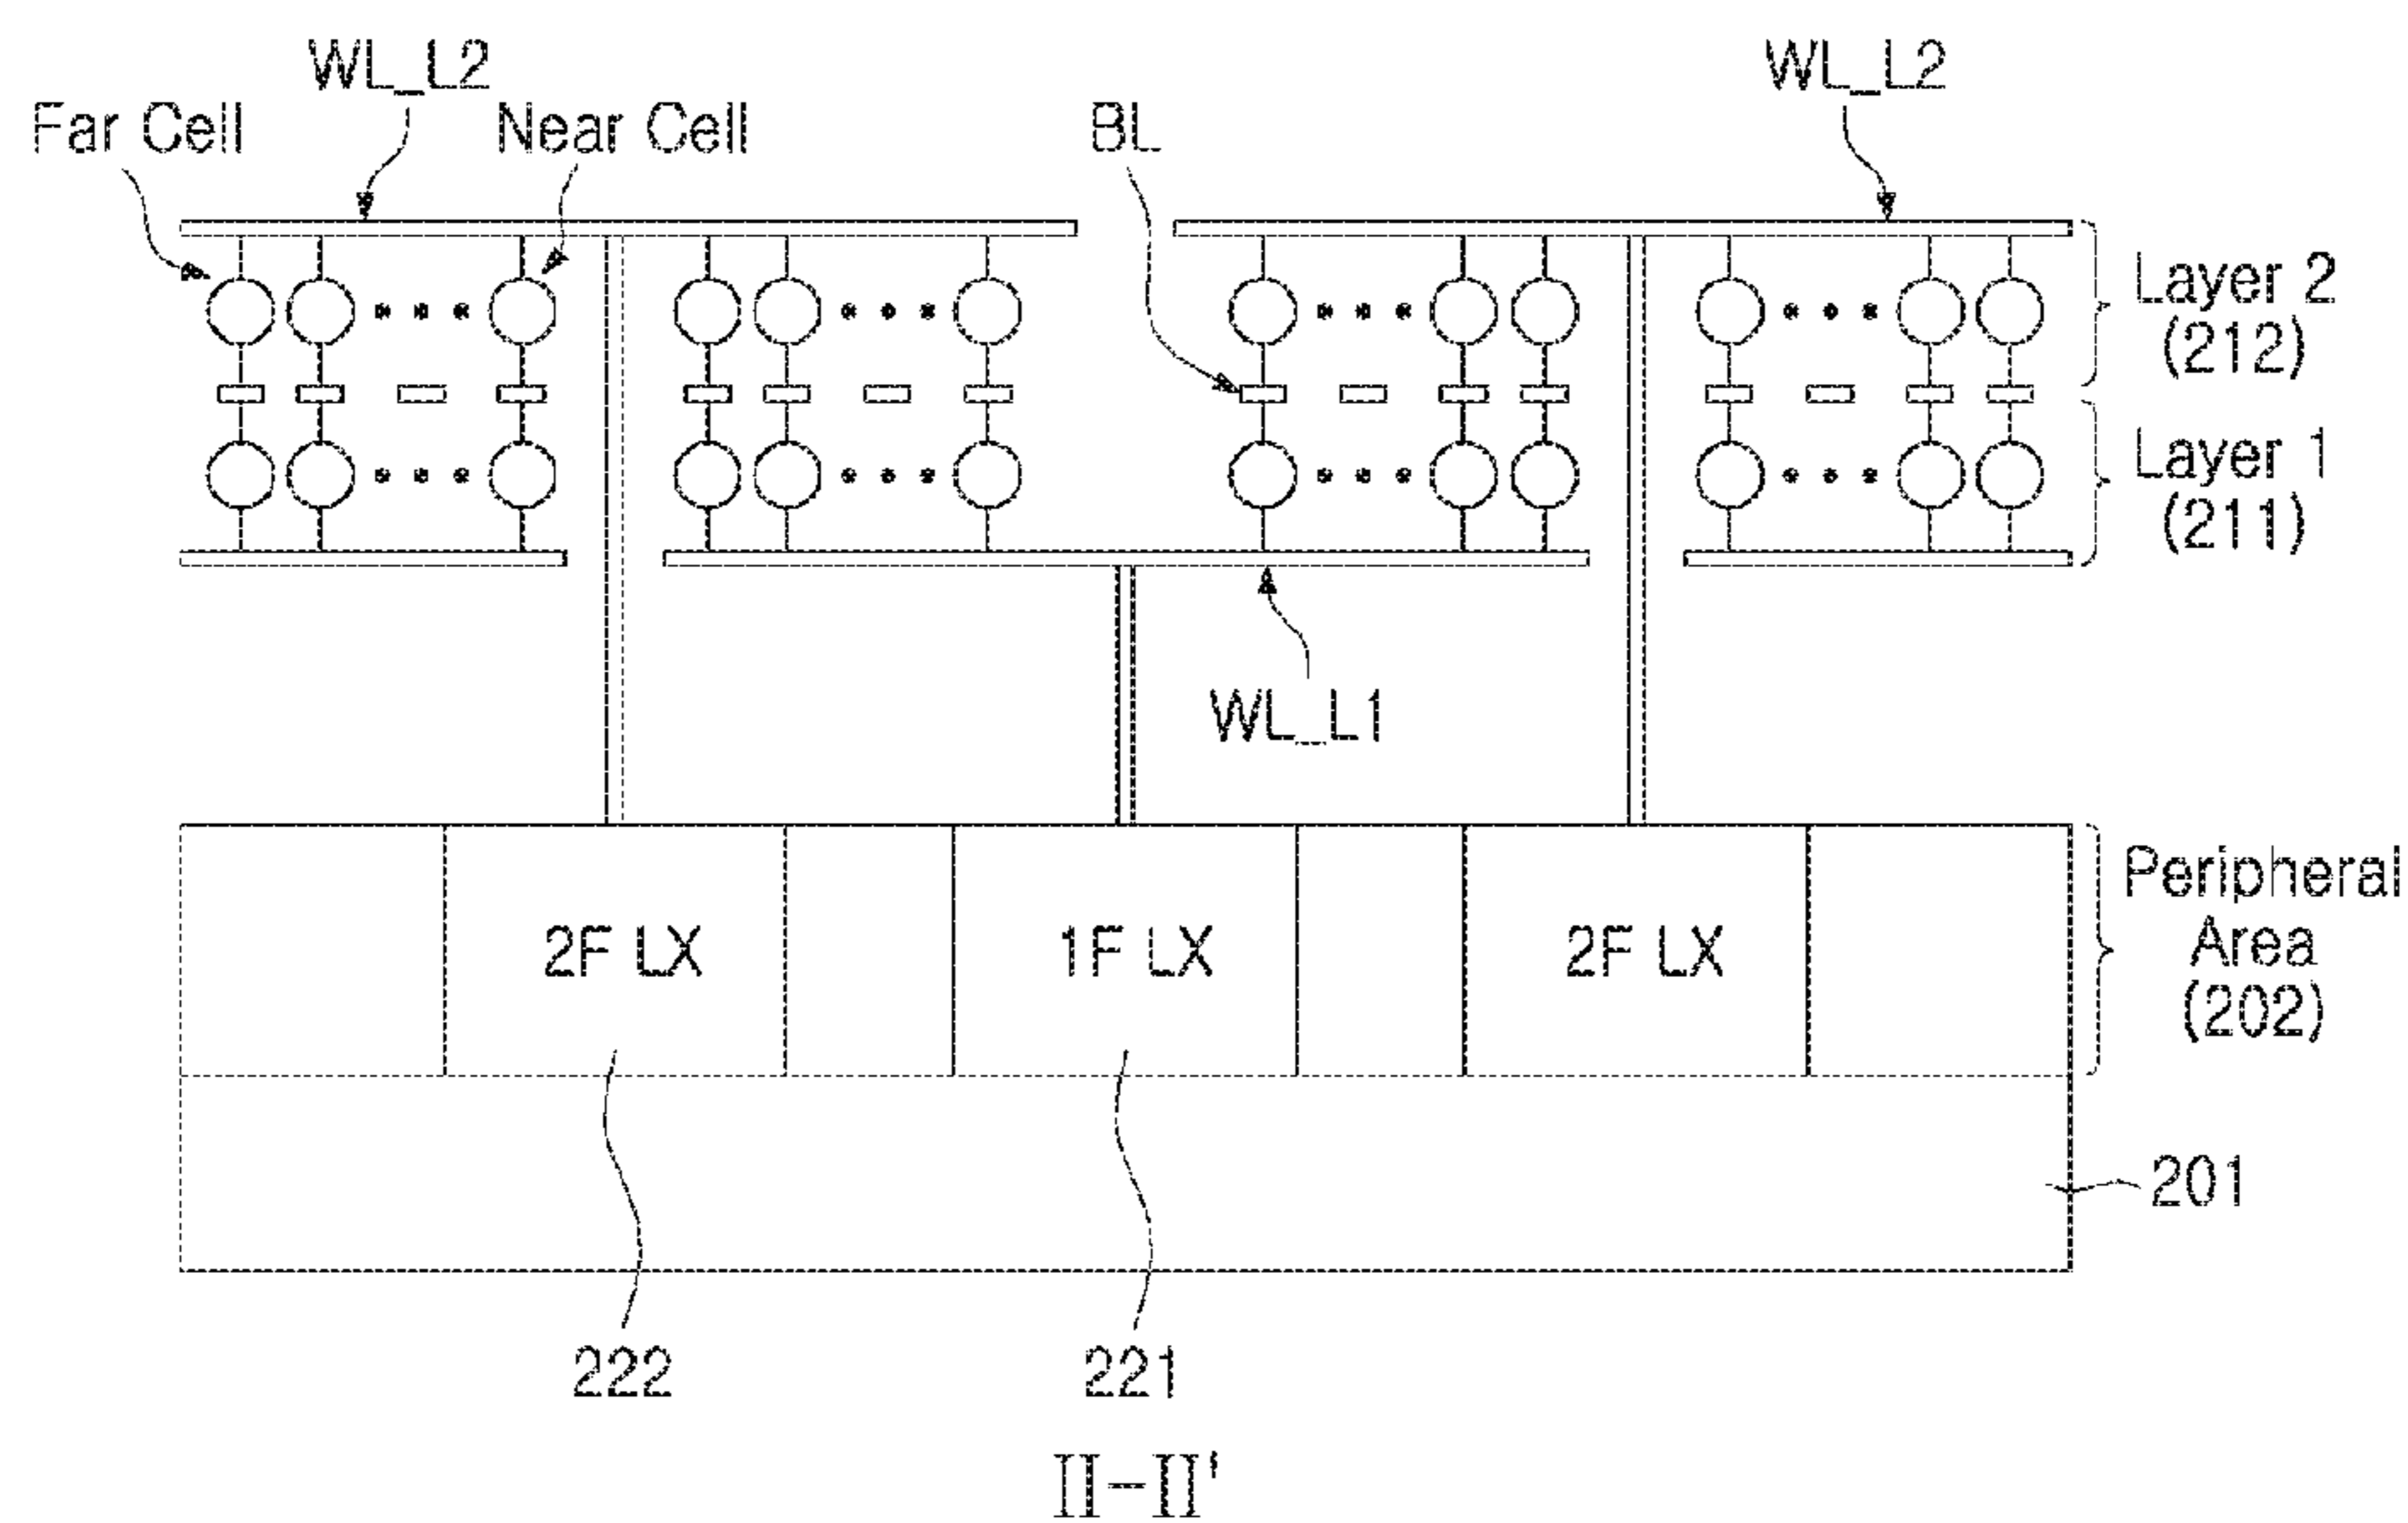 WL_L2
WL_L2
Far Cell
Near Cell
BL
Layer 2
(212)
Layer 1
(211)
WL_L1
2F LX
1F LX
2F LX
Peripheral
Area
(202)
201
222
221
II-II'